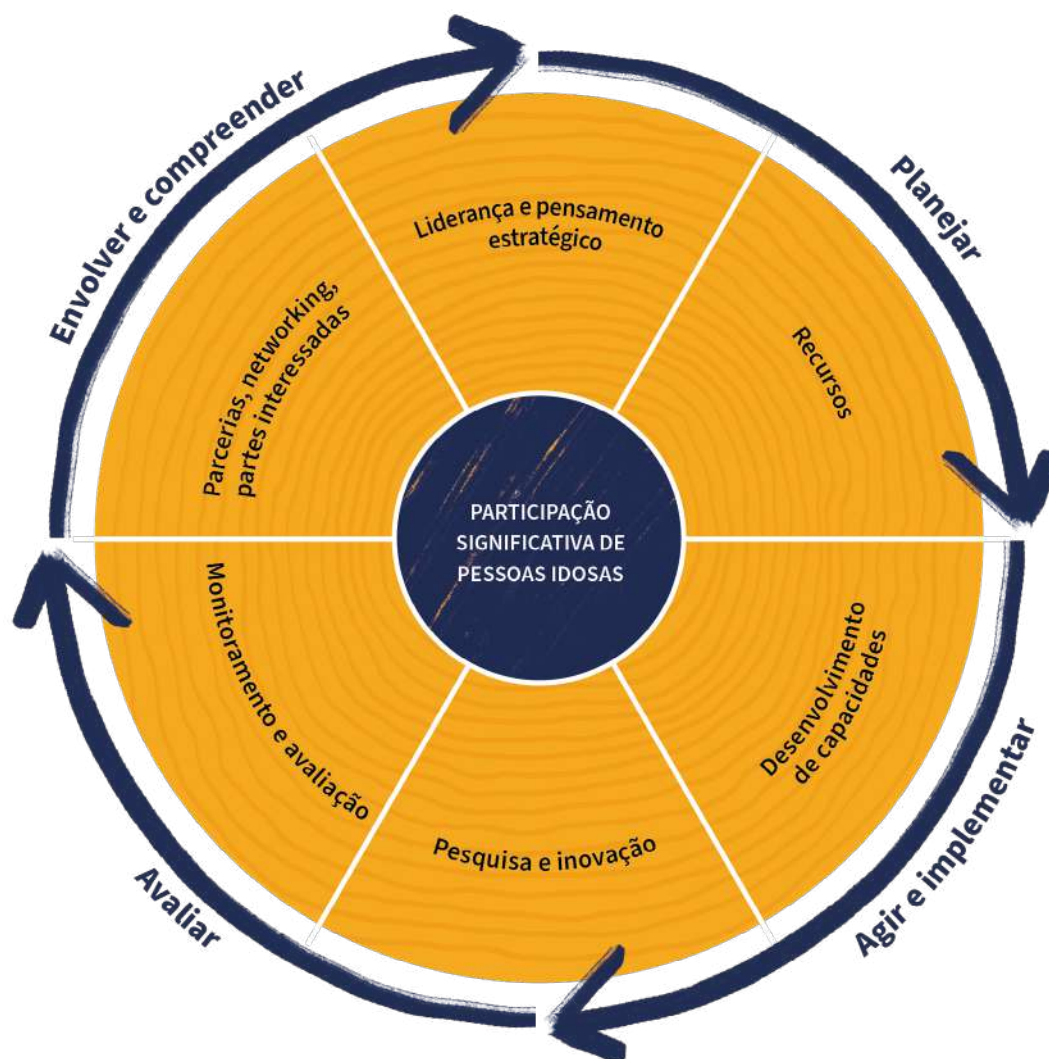 Envolver e compreender
Planejar
Liderança e pensamento
estratégico
Parcerias, networking,
partes interessadas
Recursos
PARTICIPAÇÃO
SIGNIFICATIVA DE
PESSOAS IDOSAS
Monitoramento e avaliação
Desenvolvimento
de capacidades
Pesquisa e inovação
Avaliar
Agir e implementar